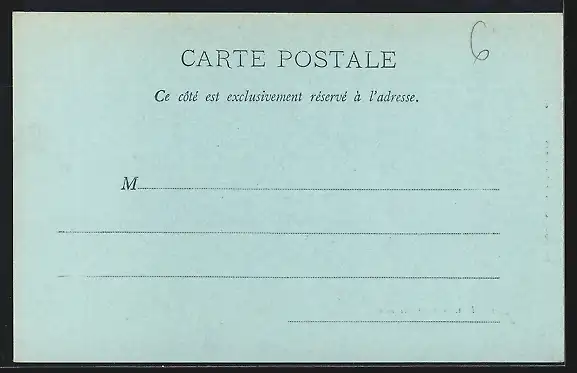 6
CARTE POSTALE
Ce côté est exclusivement réservé à l'adresse.
M